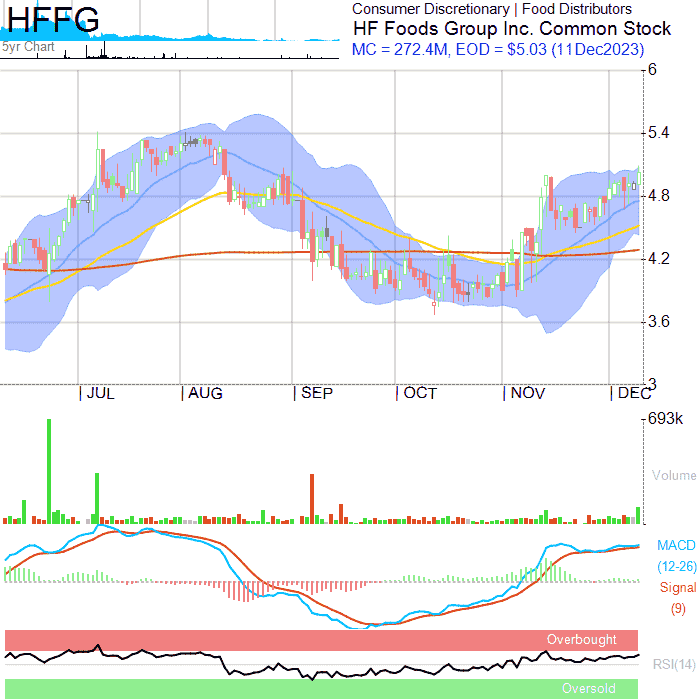 HFFG
5yr Chart
Consumer Discretionary | Food Distributors
HF Foods Group Inc. Common Stock
MC = 272.4M, EOD = $5.03 (11Dec2023)
6
5.4
4.8
4.2
3.6
3
JUL
AUG
SEP
OCT
NOV
DEC
693k
Volume
MACD
(12-26)
Signal
(9)
Overbought
RSI(14)
Oversold